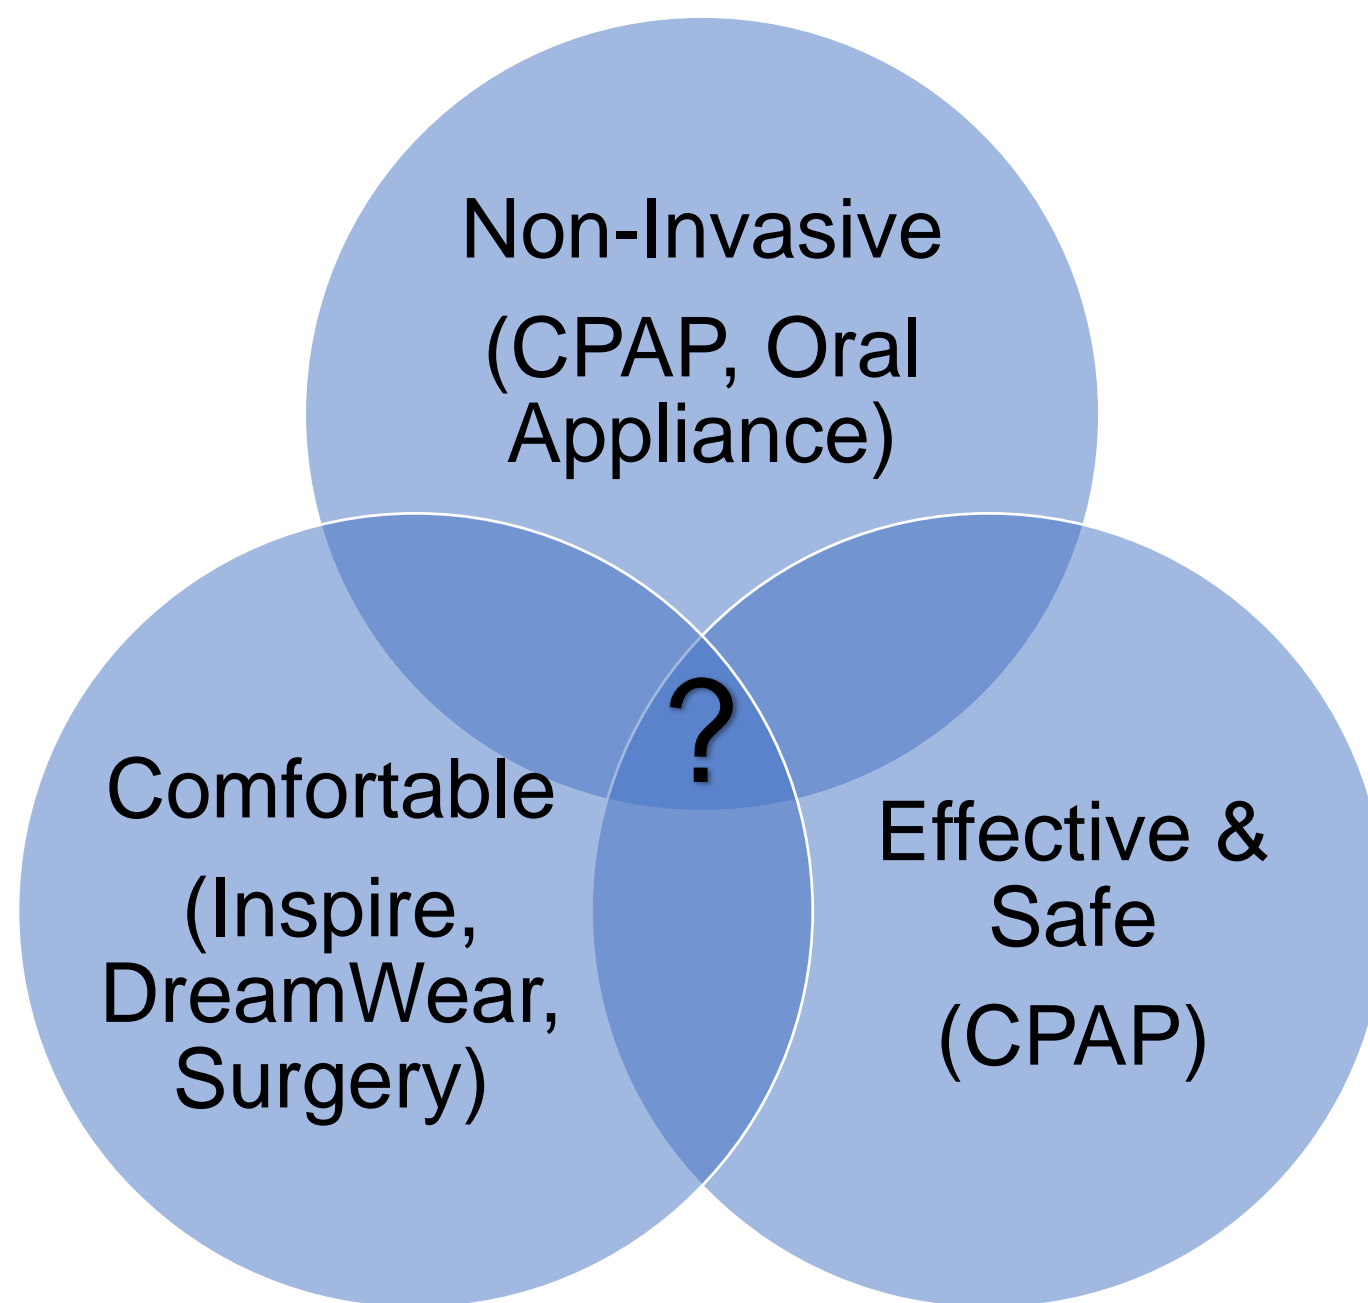 Non-Invasive
(CPAP, Oral
Appliance)
?
Comfortable
(Inspire,
DreamWear,
Surgery)
Effective &
Safe
(CPAP)